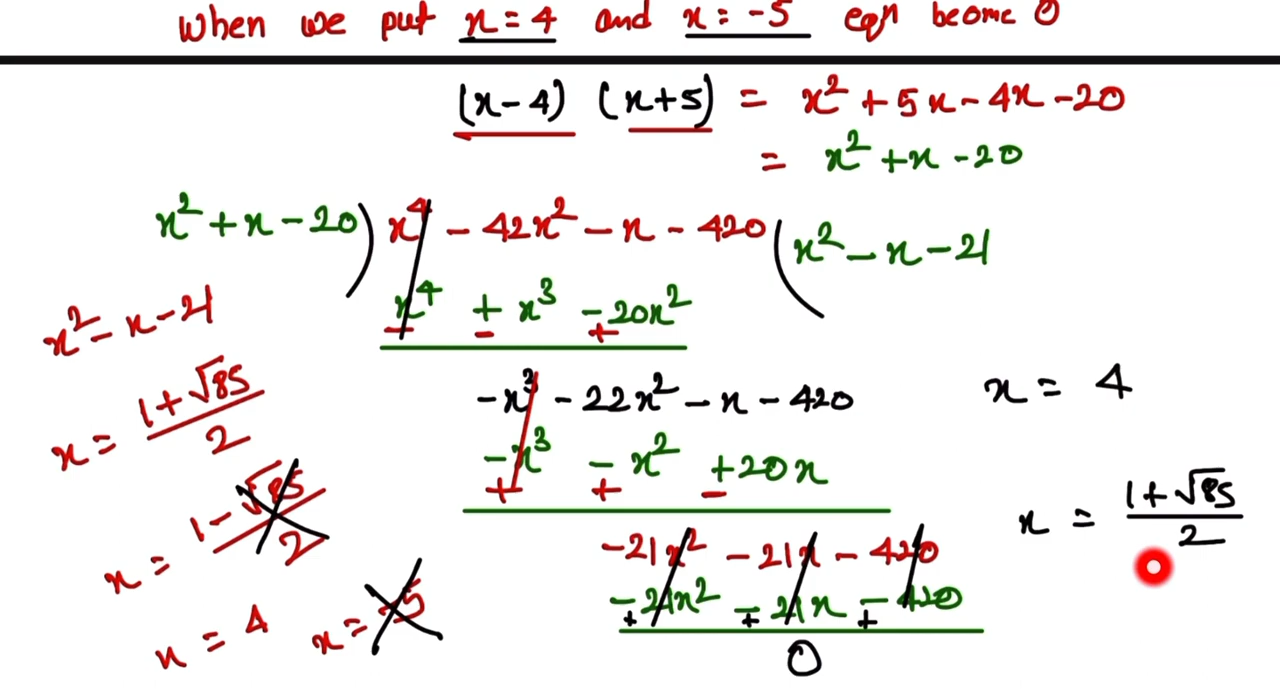 When we put x = 4 and x = -5 eqn become 0
(x-4) (x+5) = x² + 5x - 4x - 20
= x² + x - 20
x² + x - 20 ) x⁴ - 42x² - x - 420 ( x² - x - 21
x⁴ + x³ - 20x²
- - +
-x³ - 22x² - x - 420
-x³ - x² + 20x
+ + -
-21x² - 21x - 420
-21x² - 21x - 420
+ + +
0
x² - x - 21
x = (1 + √85)/2
x = (1 - √85)/2
x = 4 x = -5
x = 4
x = (1 + √85)/2